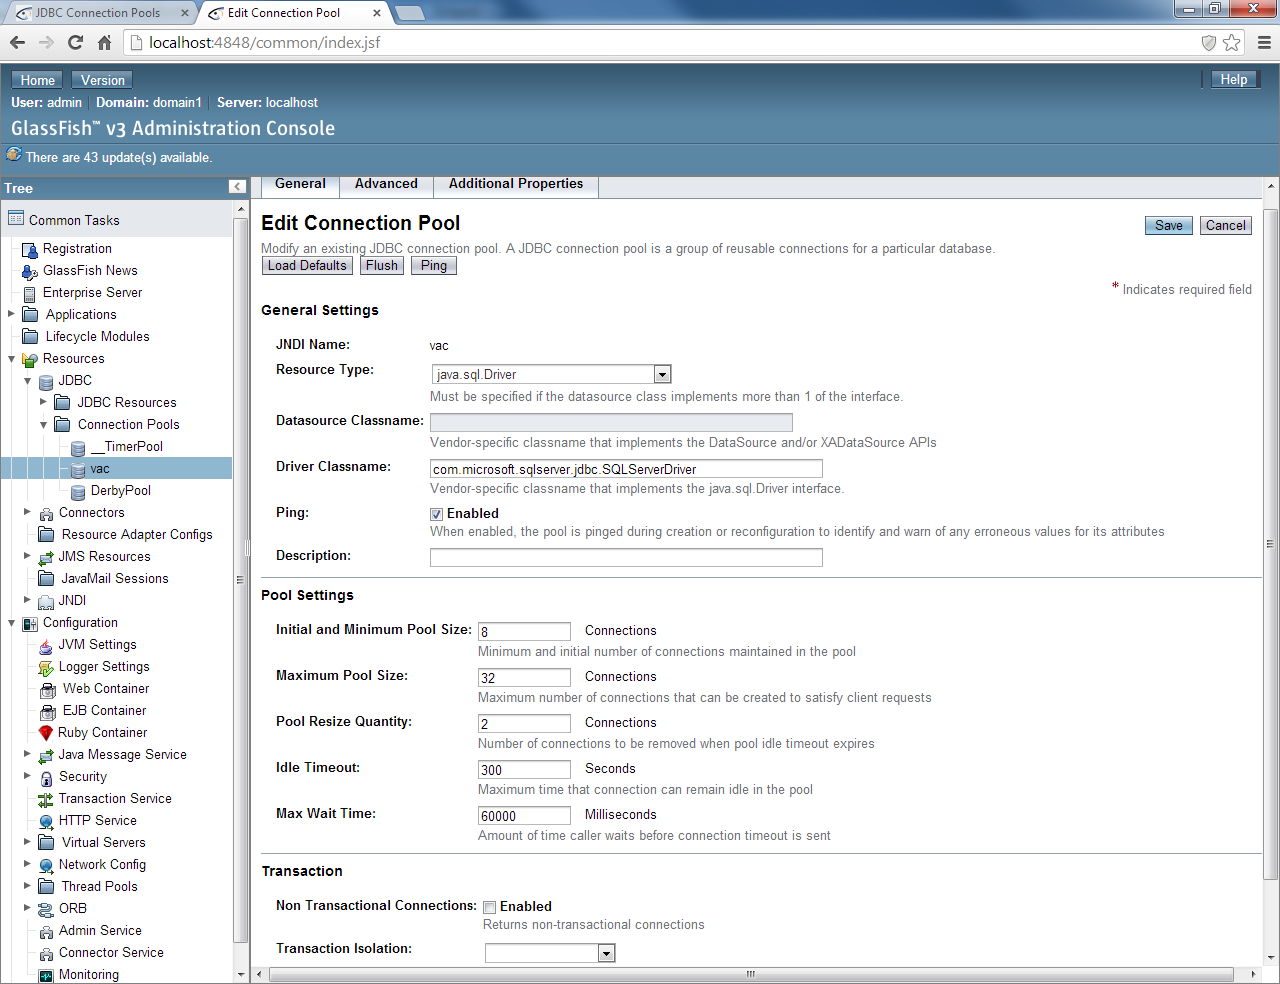 JDBC Connection Pools
Edit Connection Pool
localhost:4848/common/index.jsf
Home
Version
Help
User: admin
Domain: domain1
Server: localhost
GlassFish™ v3 Administration Console
There are 43 update(s) available.
Tree
Common Tasks
Registration
GlassFish News
Enterprise Server
Applications
Lifecycle Modules
Resources
JDBC
JDBC Resources
Connection Pools
__TimerPool
vac
DerbyPool
Connectors
Resource Adapter Configs
JMS Resources
JavaMail Sessions
JNDI
Configuration
JVM Settings
Logger Settings
Web Container
EJB Container
Ruby Container
Java Message Service
Security
Transaction Service
HTTP Service
Virtual Servers
Network Config
Thread Pools
ORB
Admin Service
Connector Service
Monitoring
General
Advanced
Additional Properties
Edit Connection Pool
Save
Cancel
Modify an existing JDBC connection pool. A JDBC connection pool is a group of reusable connections for a particular database.
Load Defaults
Flush
Ping
* Indicates required field
General Settings
JNDI Name: vac
Resource Type: java.sql.Driver
Must be specified if the datasource class implements more than 1 of the interface.
Datasource Classname:
Vendor-specific classname that implements the DataSource and/or XADataSource APIs
Driver Classname: com.microsoft.sqlserver.jdbc.SQLServerDriver
Vendor-specific classname that implements the java.sql.Driver interface.
Ping: Enabled
When enabled, the pool is pinged during creation or reconfiguration to identify and warn of any erroneous values for its attributes
Description:
Pool Settings
Initial and Minimum Pool Size: 8 Connections
Minimum and initial number of connections maintained in the pool
Maximum Pool Size: 32 Connections
Maximum number of connections that can be created to satisfy client requests
Pool Resize Quantity: 2 Connections
Number of connections to be removed when pool idle timeout expires
Idle Timeout: 300 Seconds
Maximum time that connection can remain idle in the pool
Max Wait Time: 60000 Milliseconds
Amount of time caller waits before connection timeout is sent
Transaction
Non Transactional Connections: Enabled
Returns non-transactional connections
Transaction Isolation: